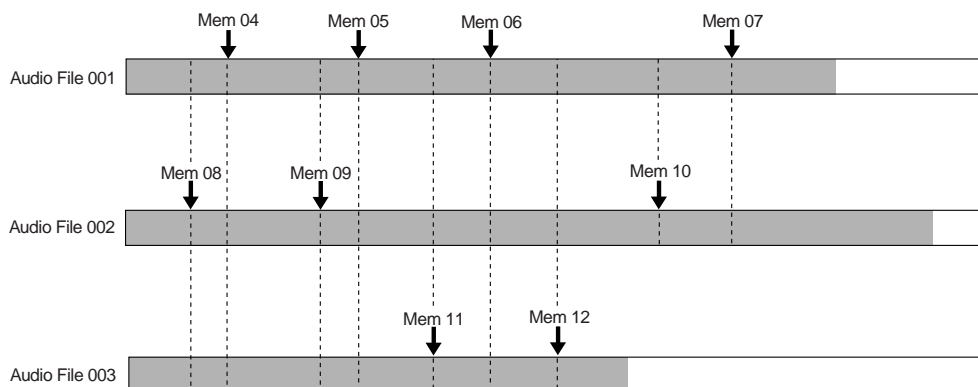 Mem 04
Mem 05
Mem 06
Mem 07
Audio File 001
Mem 08
Mem 09
Mem 10
Audio File 002
Mem 11
Mem 12
Audio File 003